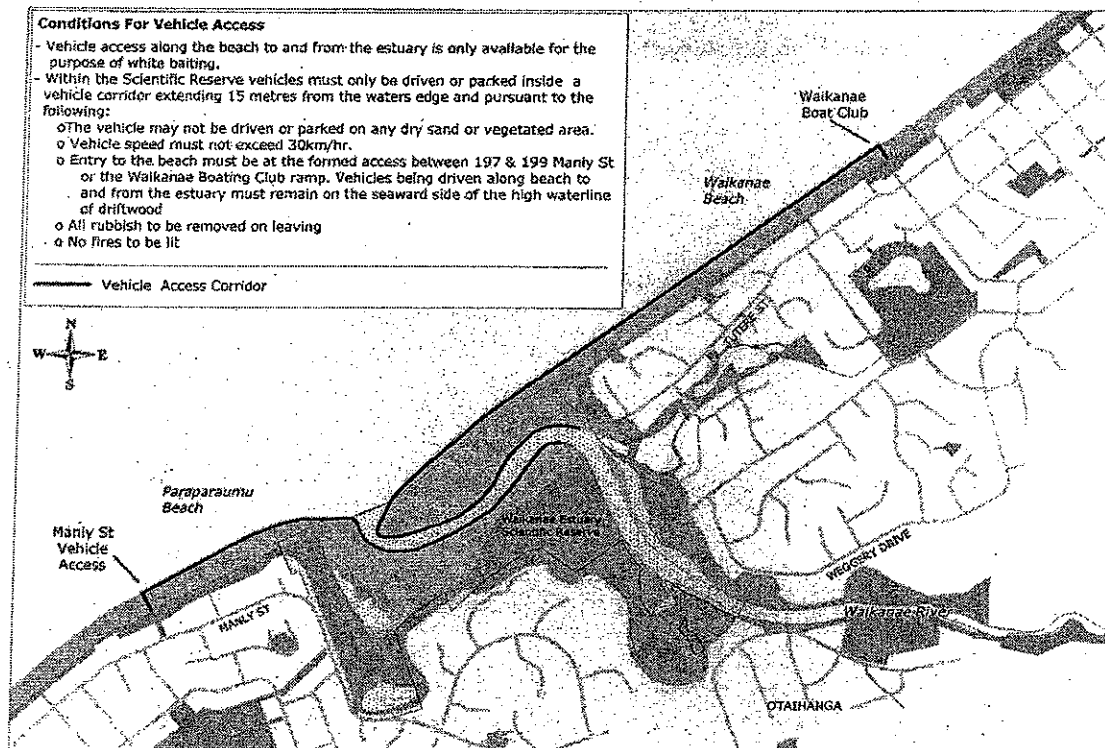 Conditions For Vehicle Access
- Vehicle access along the beach to and from the estuary is only available for the
purpose of white baiting.
- Within the Scientific Reserve vehicles must only be driven or parked inside a
vehicle corridor extending 15 metres from the waters edge and pursuant to the
following:
o The vehicle may not be driven or parked on any dry sand or vegetated area.
o Vehicle speed must not exceed 30km/hr.
o Entry to the beach must be at the formed access between 197 & 199 Manly St
or the Waikanae Boating Club ramp. Vehicles being driven along beach to
and from the estuary must remain on the seaward side of the high waterline
of driftwood
o All rubbish to be removed on leaving
o No fires to be lit
Vehicle Access Corridor
N
W E
S
Waikanae
Boat Club
Waikanae
Beach
Paraparaumu
Beach
Manly St
Vehicle
Access
MANLY ST
Waikanae Estuary
Scientific Reserve
WEGGERY DRIVE
Waikanae River
OTAIHANGA